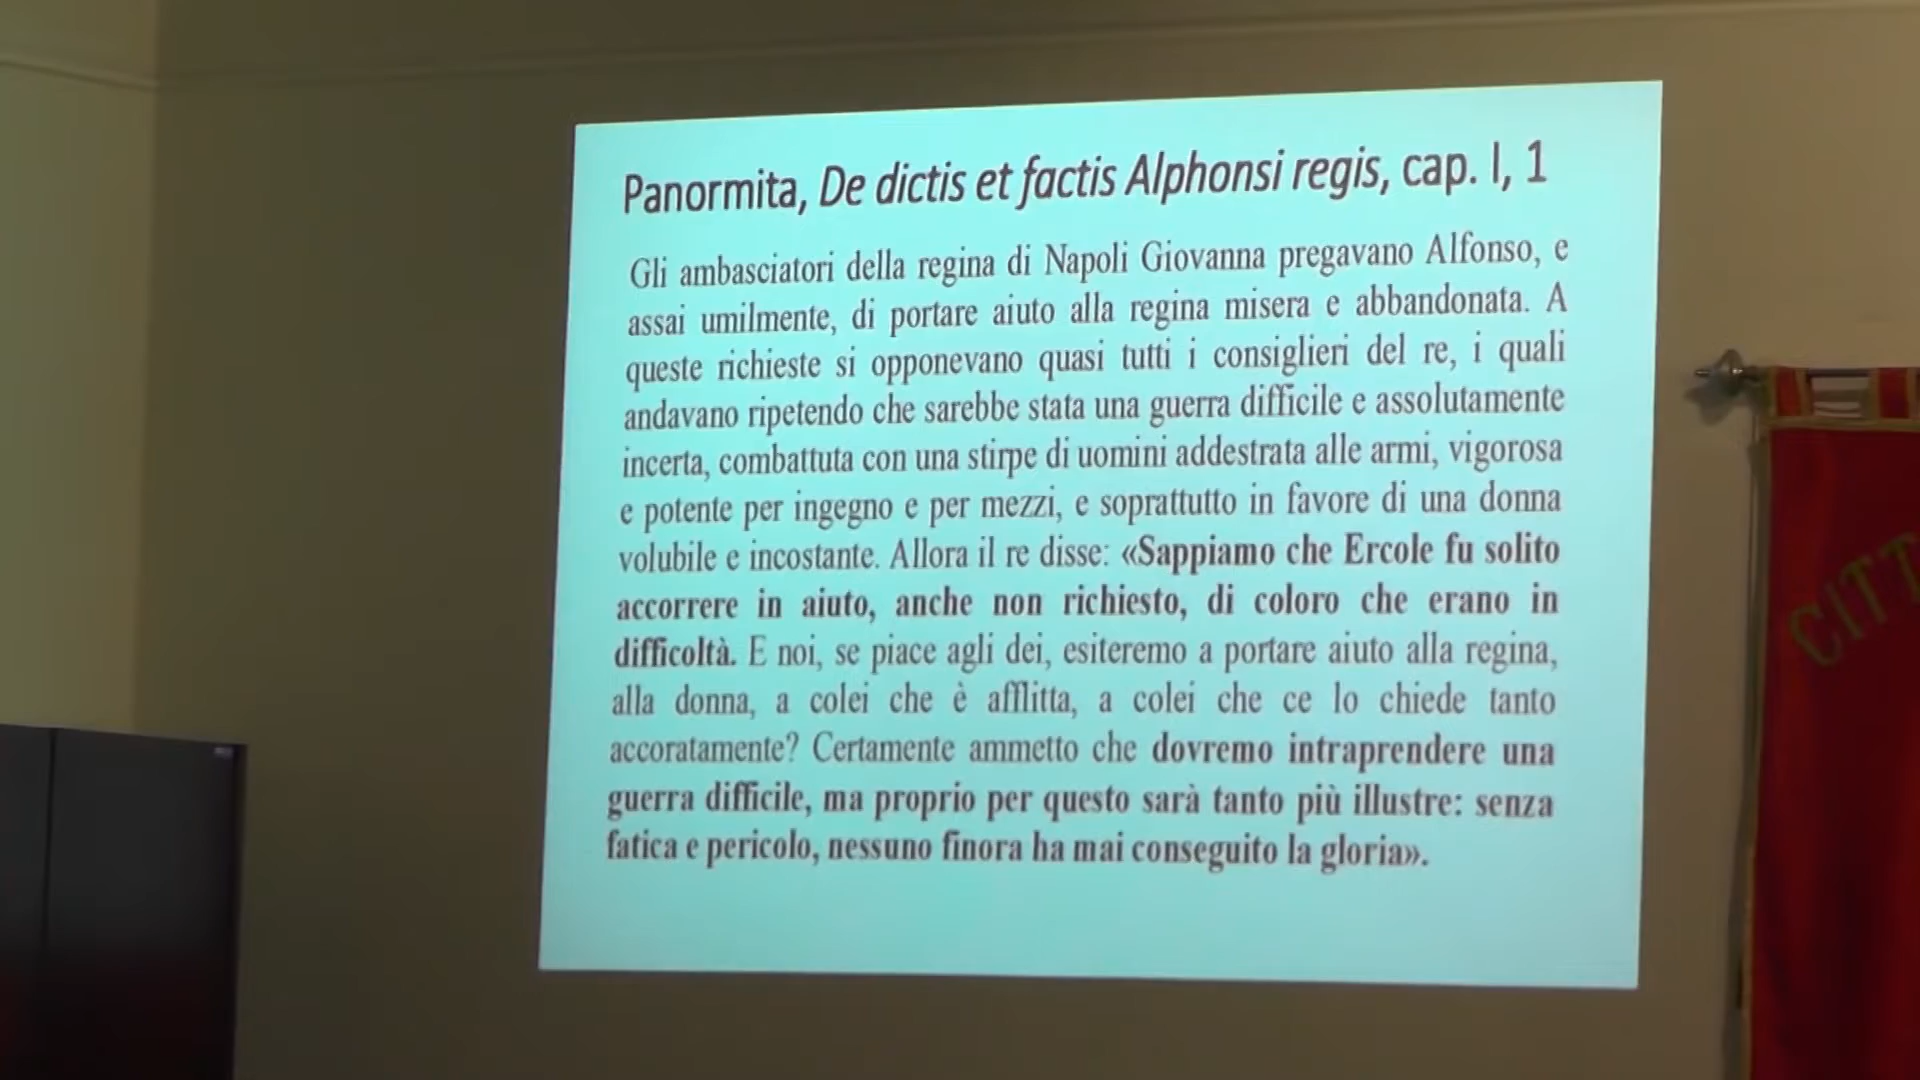 Panormita, De dictis et factis Alphonsi regis, cap. I, 1
Gli ambasciatori della regina di Napoli Giovanna pregavano Alfonso, e
assai umilmente, di portare aiuto alla regina misera e abbandonata. A
queste richieste si opponevano quasi tutti i consiglieri del re, i quali
andavano ripetendo che sarebbe stata una guerra difficile e assolutamente
incerta, combattuta con una stirpe di uomini addestrata alle armi, vigorosa
e potente per ingegno e per mezzi, e soprattutto in favore di una donna
volubile e incostante. Allora il re disse: «Sappiamo che Ercole fu solito
accorrere in aiuto, anche non richiesto, di coloro che erano in
difficoltà. E noi, se piace agli dei, esiteremo a portare aiuto alla regina,
alla donna, a colei che è afflitta, a colei che ce lo chiede tanto
accoratamente? Certamente ammetto che dovremo intraprendere una
guerra difficile, ma proprio per questo sarà tanto più illustre: senza
fatica e pericolo, nessuno finora ha mai conseguito la gloria».
CITT